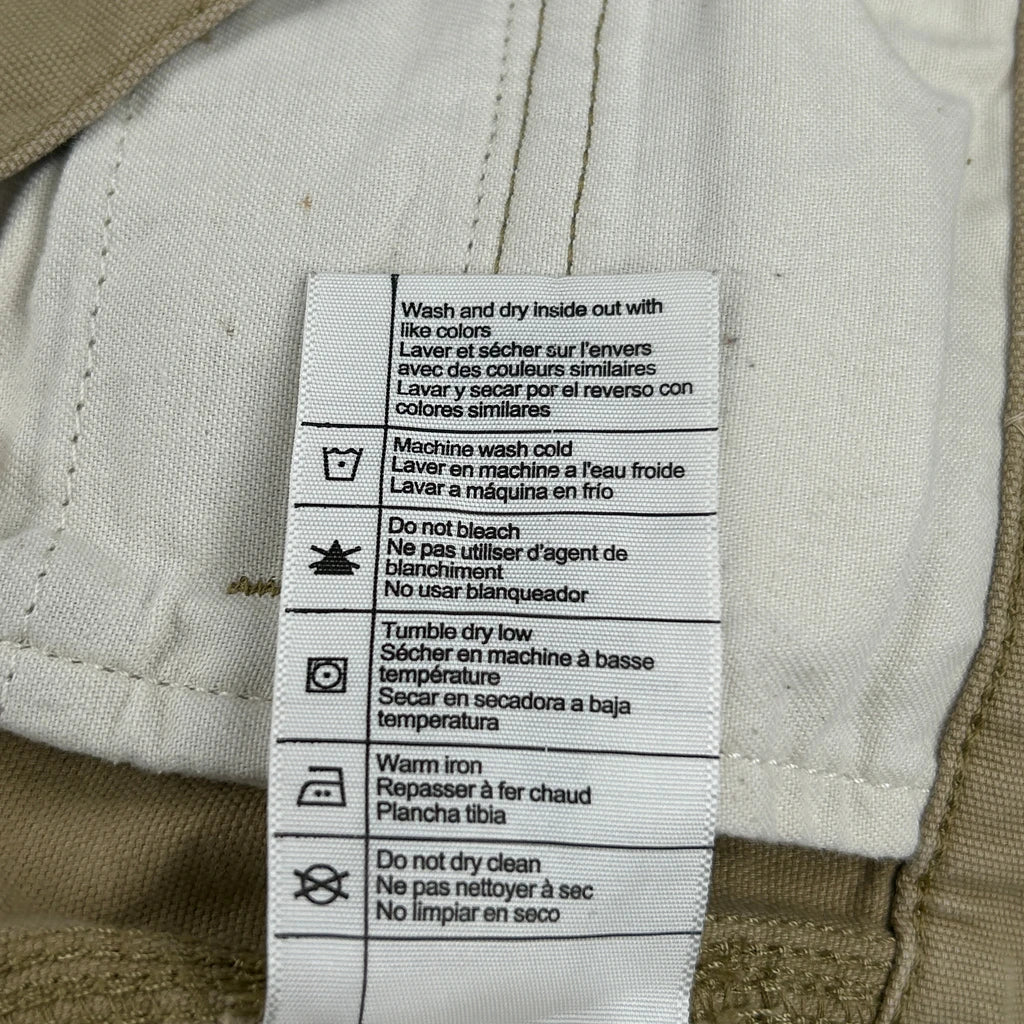 Wash and dry inside out with
like colors
Laver et sécher sur l'envers
avec des couleurs similaires
Lavar y secar por el reverso con
colores similares
Machine wash cold
Laver en machine a l'eau froide
Lavar a máquina en frío
Do not bleach
Ne pas utiliser d'agent de
blanchiment
No usar blanqueador
Tumble dry low
Sécher en machine à basse
température
Secar en secadora a baja
temperatura
Warm iron
Repasser à fer chaud
Plancha tibia
Do not dry clean
Ne pas nettoyer à sec
No limpiar en seco